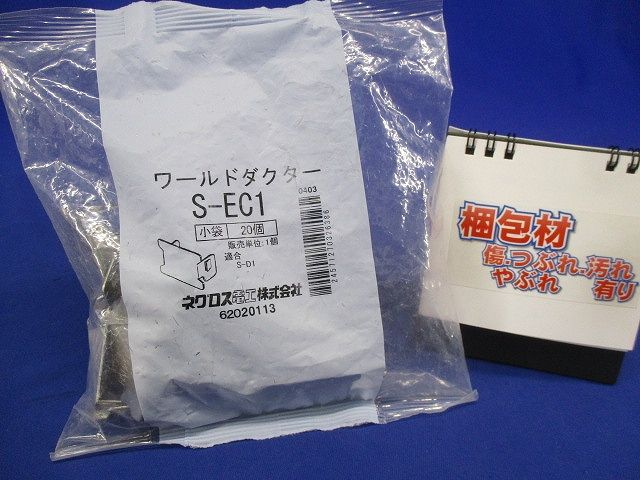 ワールドダクター
0403
S-EC1
小袋 20個
販売単位:1個
適合
S-D1
ネグロス電工株式会社
62020113
梱包材
傷.つぶれ.汚れ
やぶれ 有り